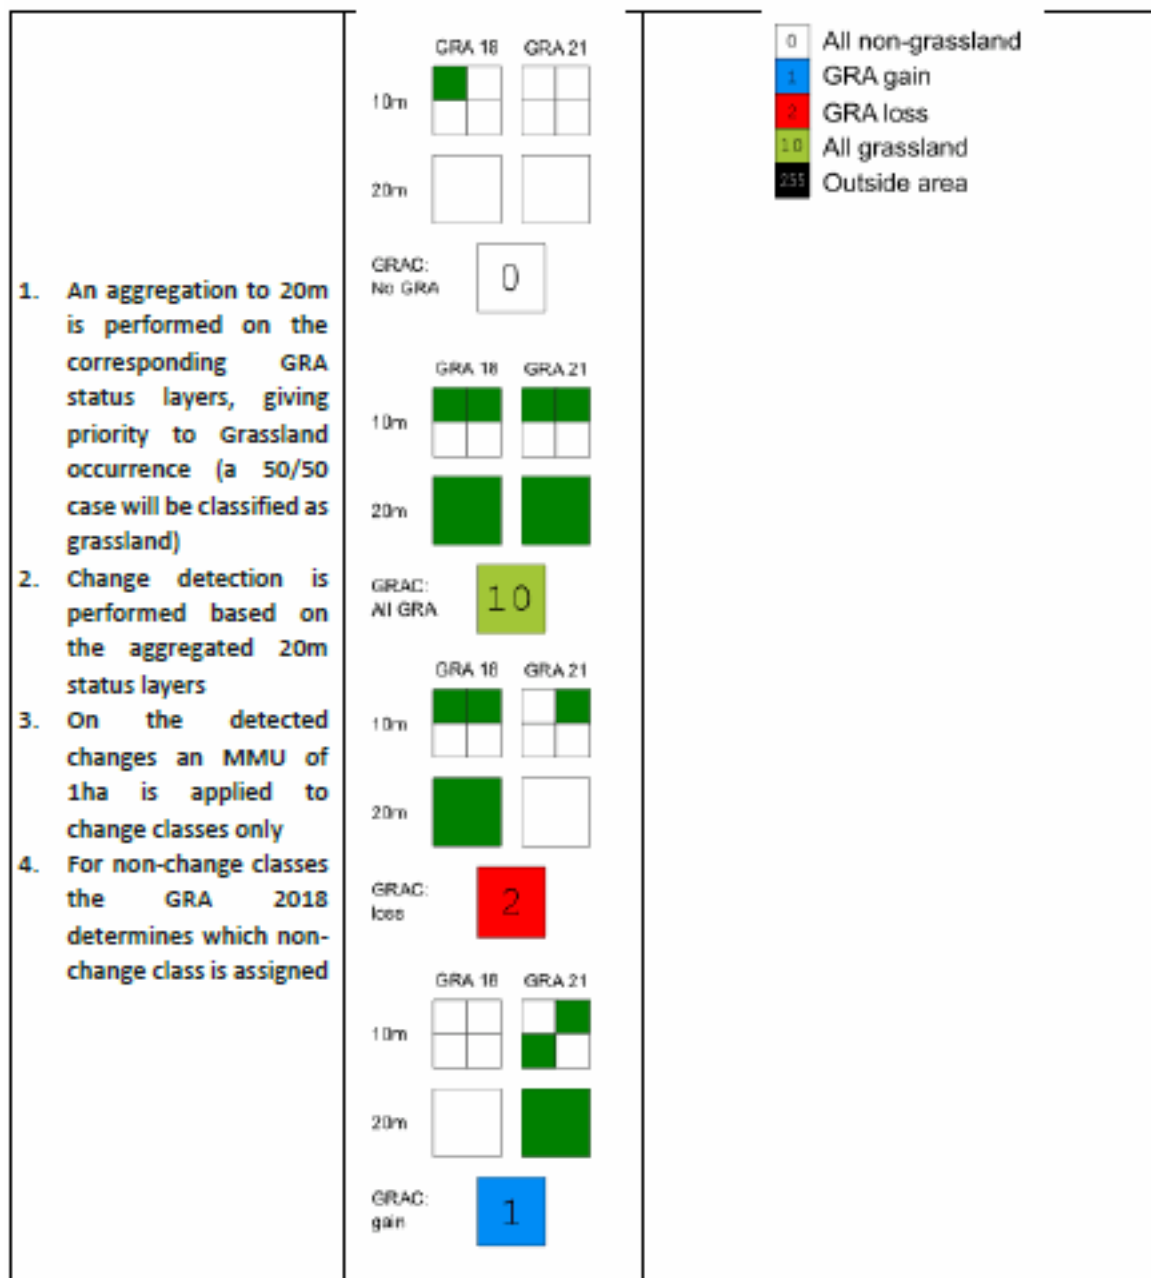 1. An aggregation to 20m
is performed on the
corresponding GRA
status layers, giving
priority to Grassland
occurrence (a 50/50
case will be classified as
grassland)
2. Change detection is
performed based on
the aggregated 20m
status layers
3. On the detected
changes an MMU of
1ha is applied to
change classes only
4. For non-change classes
the GRA 2018
determines which non-
change class is assigned
GRA 18 GRA 21
10m
20m
GRAC:
No GRA
0
GRA 18 GRA 21
10m
20m
GRAC:
All GRA
10
GRA 18 GRA 21
10m
20m
GRAC:
loss
2
GRA 18 GRA 21
10m
20m
GRAC:
gain
1
0 All non-grassland
1 GRA gain
2 GRA loss
10 All grassland
255 Outside area